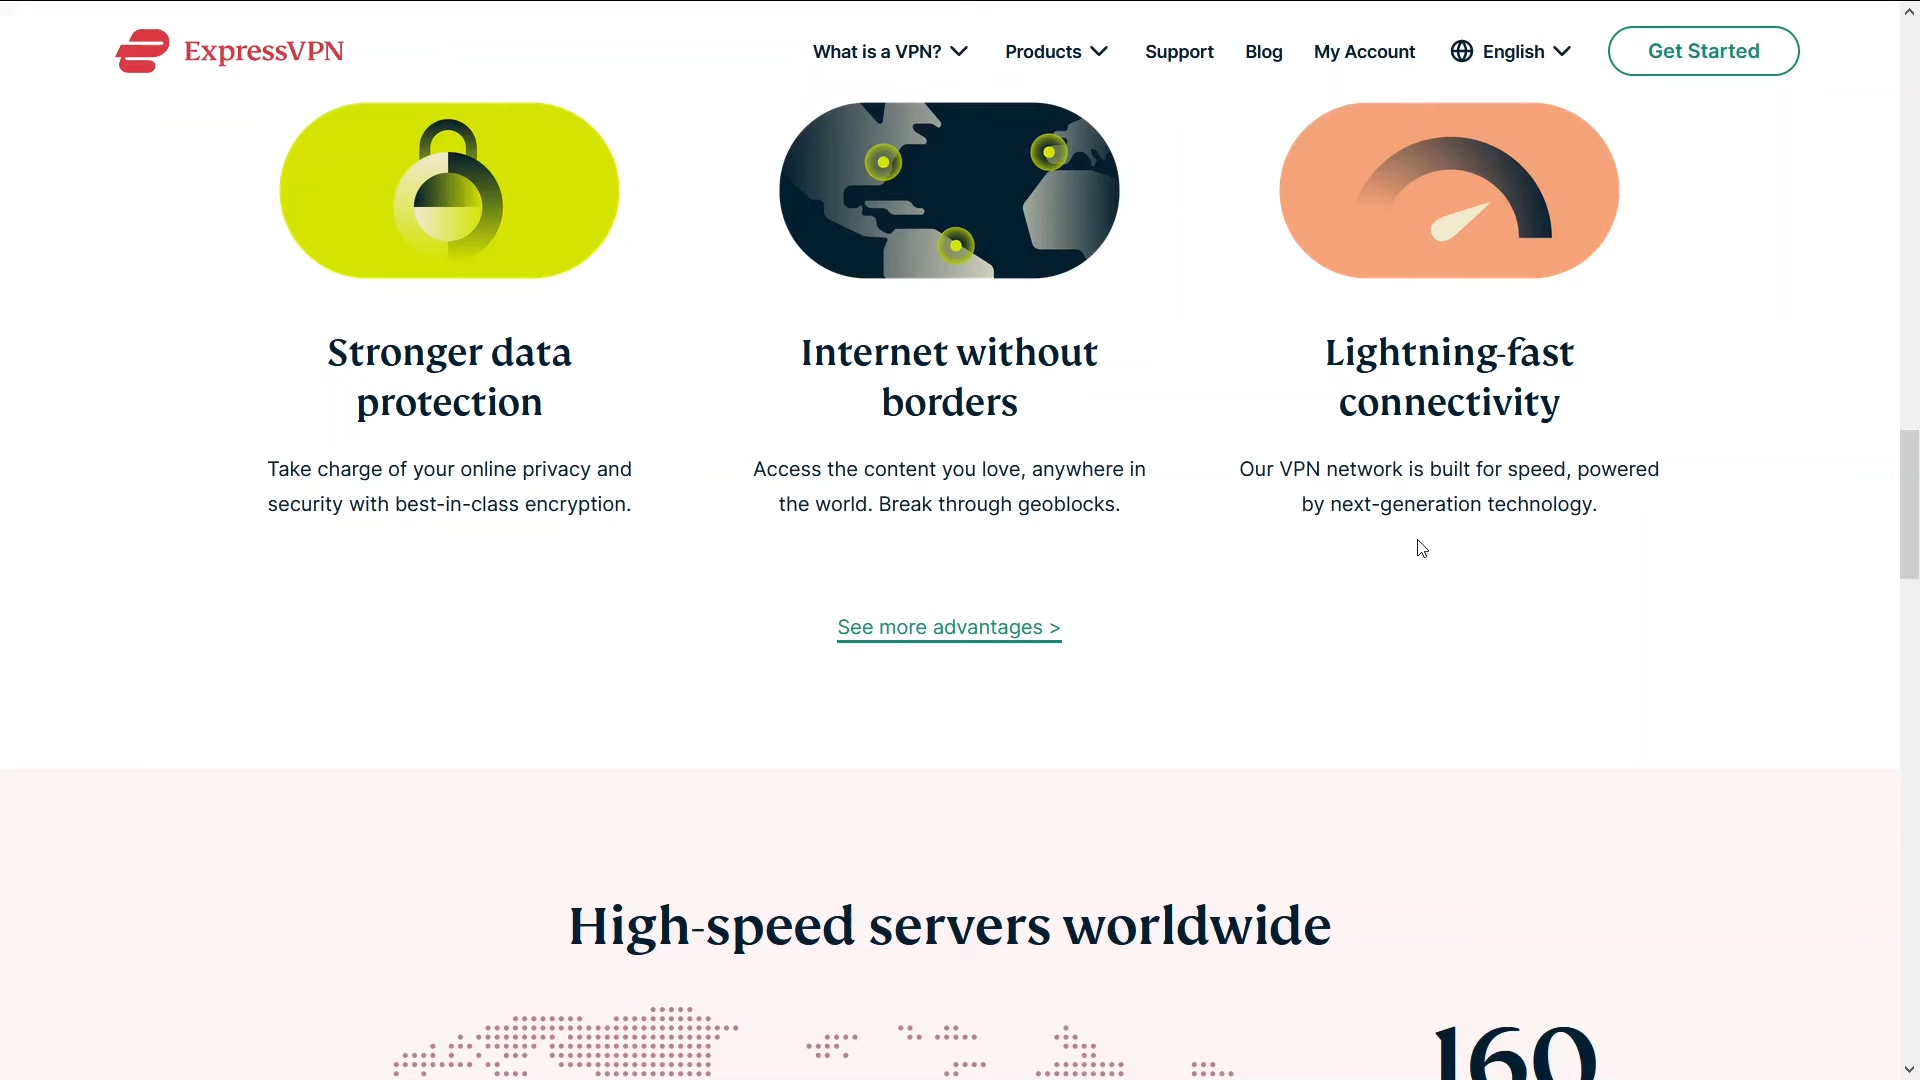 ExpressVPN
What is a VPN?
Products
Support
Blog
My Account
English
Get Started
Stronger data
protection
Take charge of your online privacy and
security with best-in-class encryption.
Internet without
borders
Access the content you love, anywhere in
the world. Break through geoblocks.
Lightning-fast
connectivity
Our VPN network is built for speed, powered
by next-generation technology.
See more advantages >
High-speed servers worldwide
160